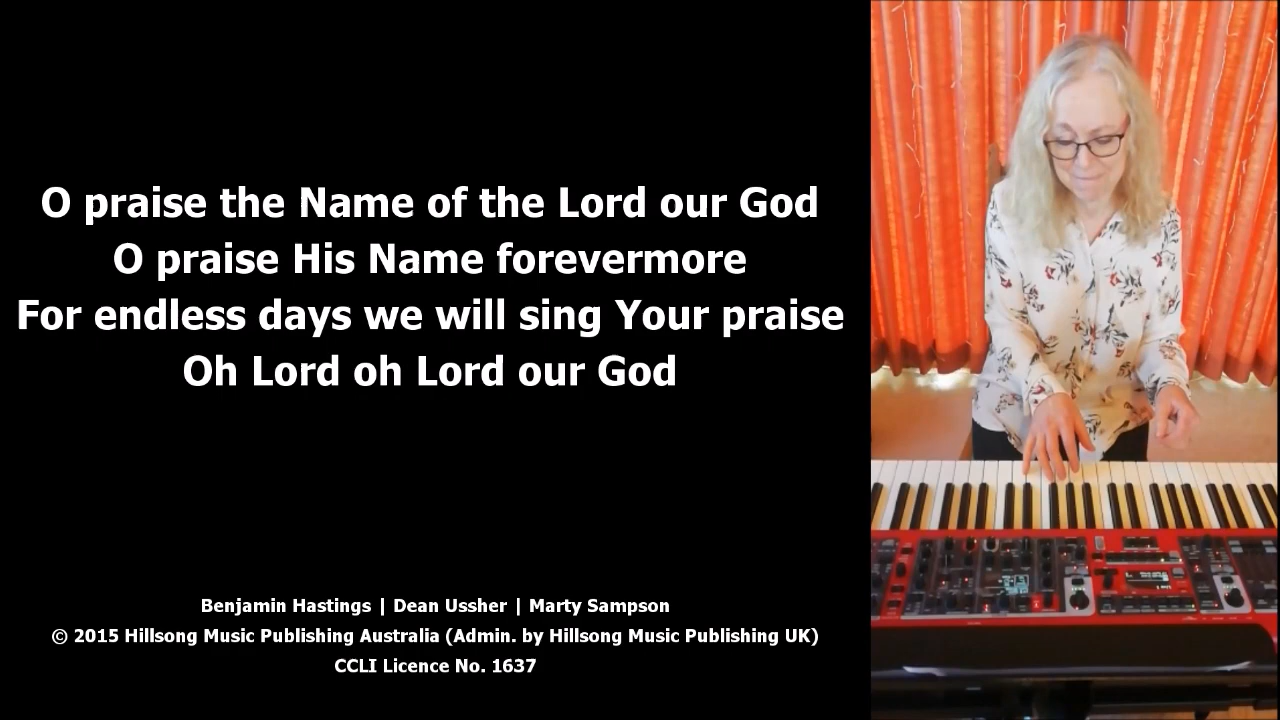 O praise the Name of the Lord our God
O praise His Name forevermore
For endless days we will sing Your praise
Oh Lord oh Lord our God
Benjamin Hastings | Dean Ussher | Marty Sampson
© 2015 Hillsong Music Publishing Australia (Admin. by Hillsong Music Publishing UK)
CCLI Licence No. 1637